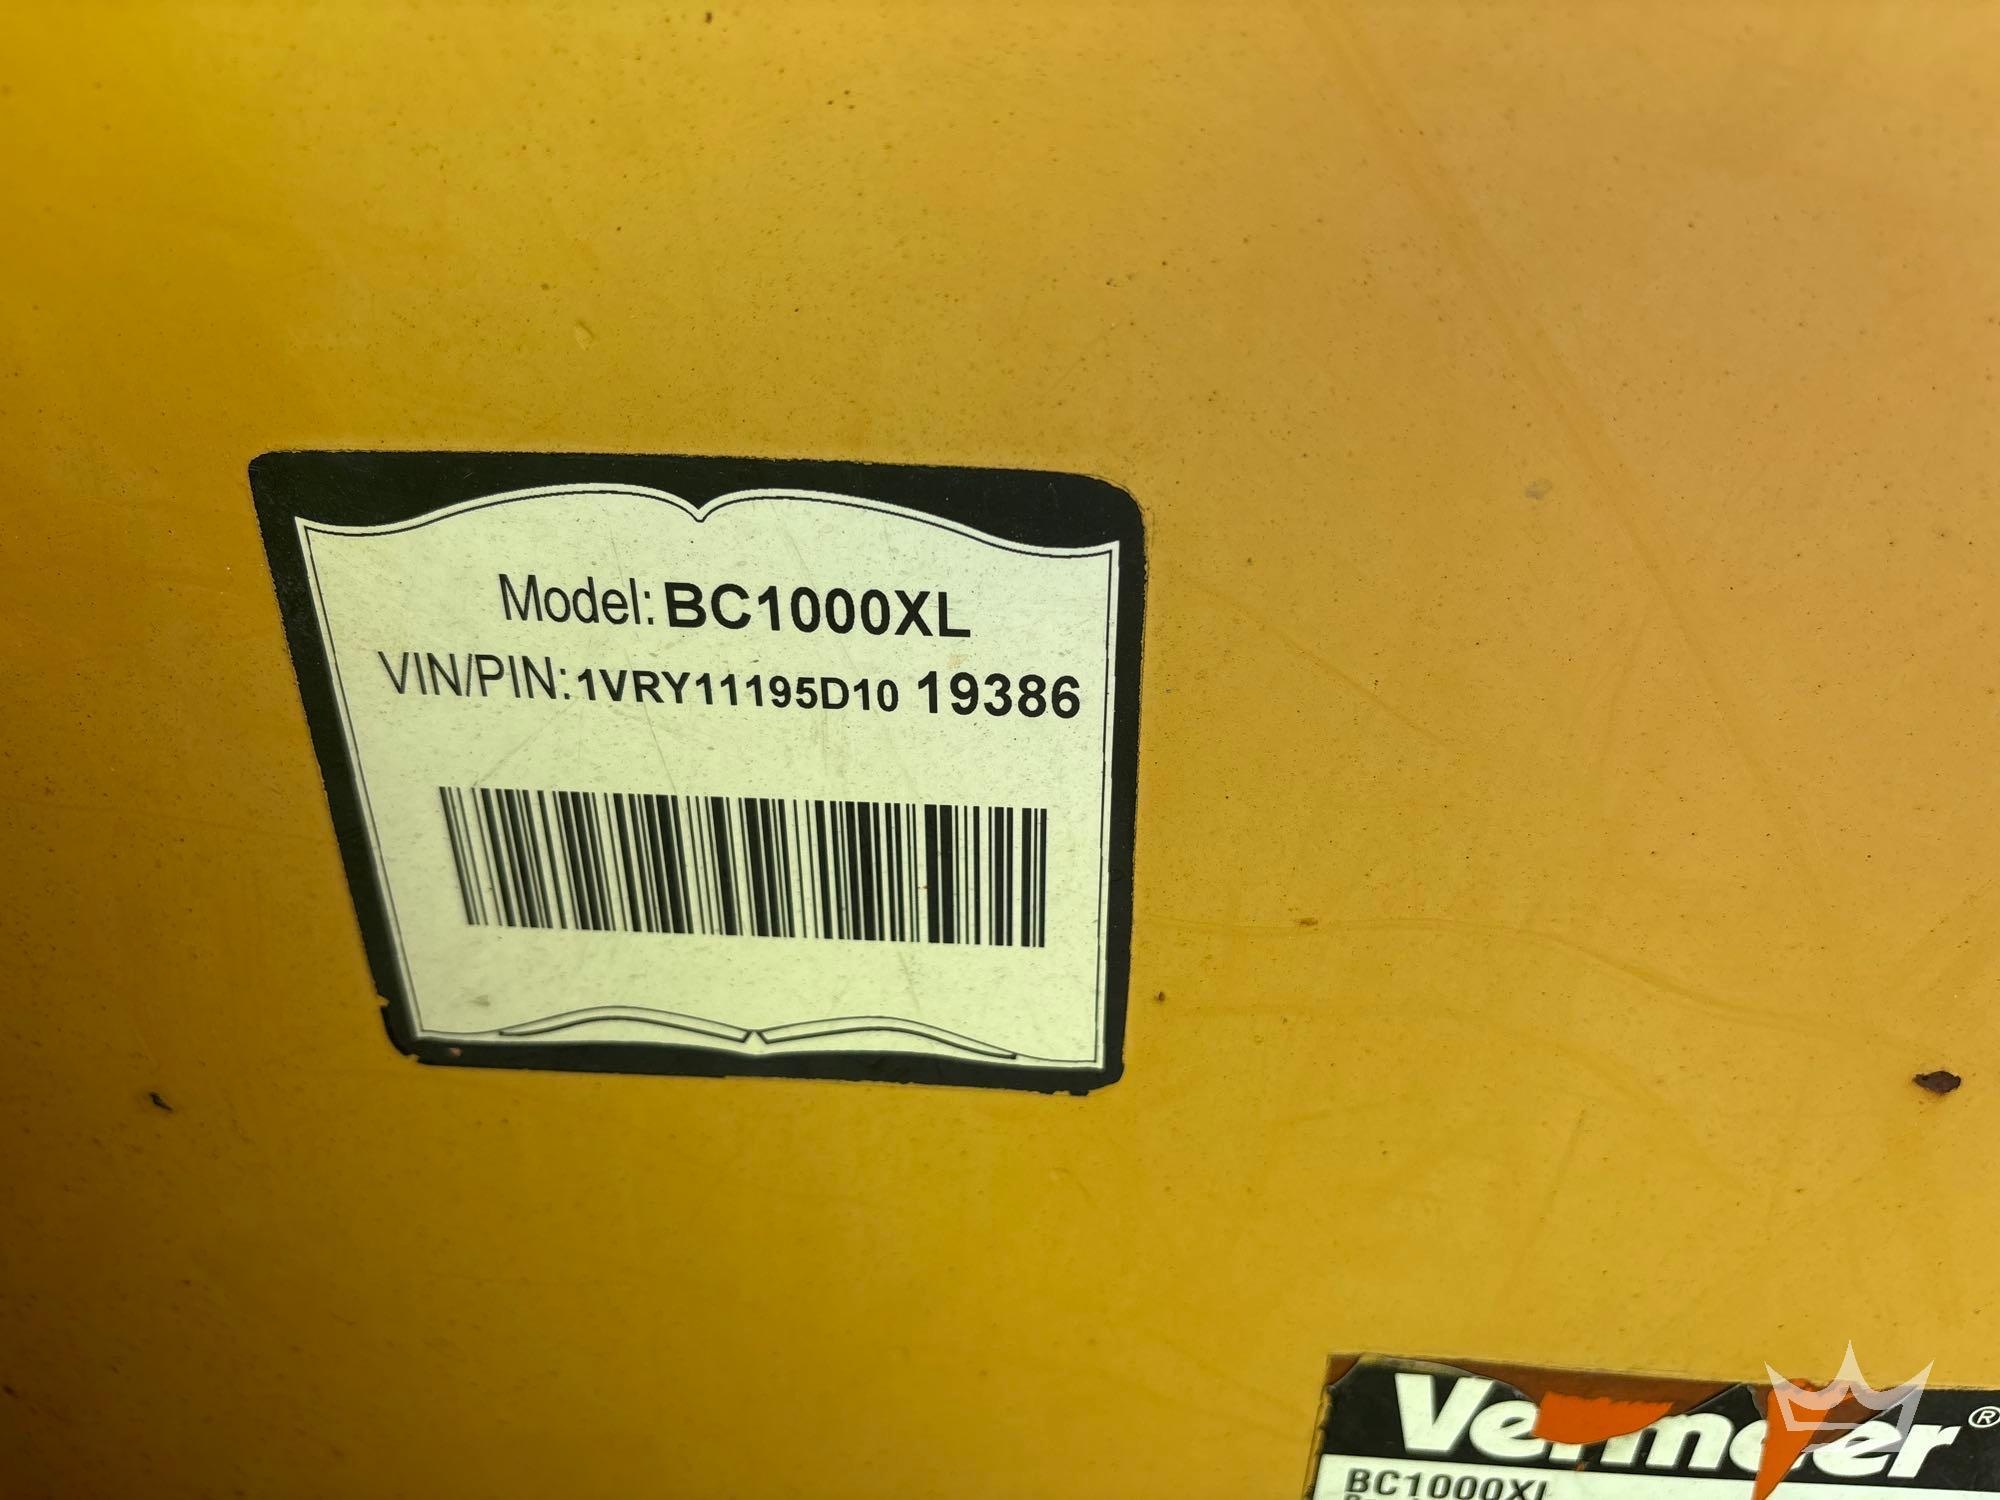 Model: BC1000XL
VIN/PIN: 1VRY11195D10 19386
Vermeer®
BC1000XL